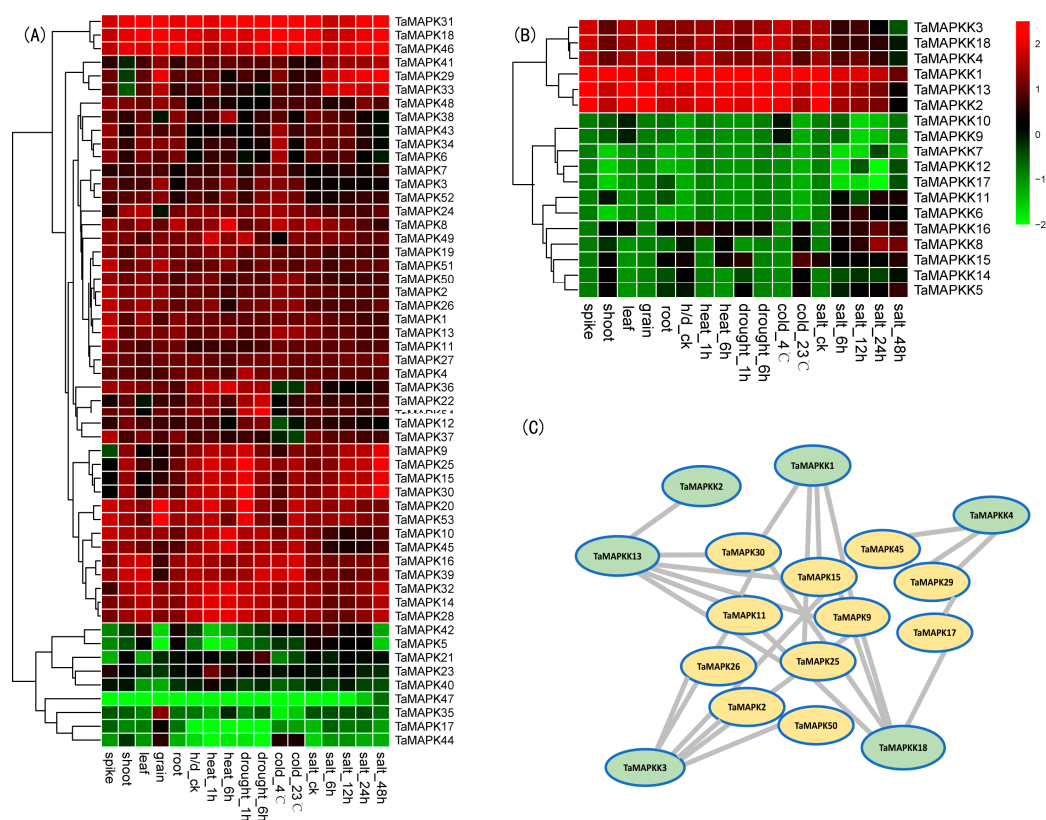 (A)
TaMAPK31
TaMAPK18
TaMAPK46
TaMAPK41
TaMAPK29
TaMAPK33
TaMAPK48
TaMAPK38
TaMAPK43
TaMAPK34
TaMAPK6
TaMAPK7
TaMAPK3
TaMAPK52
TaMAPK24
TaMAPK8
TaMAPK49
TaMAPK19
TaMAPK51
TaMAPK50
TaMAPK2
TaMAPK26
TaMAPK1
TaMAPK13
TaMAPK11
TaMAPK27
TaMAPK4
TaMAPK36
TaMAPK22
TaMAPK12
TaMAPK37
TaMAPK9
TaMAPK25
TaMAPK15
TaMAPK30
TaMAPK20
TaMAPK53
TaMAPK10
TaMAPK45
TaMAPK16
TaMAPK39
TaMAPK32
TaMAPK14
TaMAPK28
TaMAPK42
TaMAPK5
TaMAPK21
TaMAPK23
TaMAPK40
TaMAPK47
TaMAPK35
TaMAPK17
TaMAPK44
spike
shoot
leaf
grain
root
h/d_ck
heat_1h
heat_6h
drought_1h
drought_6h
cold_4℃
cold_23℃
salt_ck
salt_6h
salt_12h
salt_24h
salt_48h
(B)
TaMAPKK3
TaMAPKK18
TaMAPKK4
TaMAPKK1
TaMAPKK13
TaMAPKK2
TaMAPKK10
TaMAPKK9
TaMAPKK7
TaMAPKK12
TaMAPKK17
TaMAPKK11
TaMAPKK6
TaMAPKK16
TaMAPKK8
TaMAPKK15
TaMAPKK14
TaMAPKK5
spike
shoot
leaf
grain
root
h/d_ck
heat_1h
heat_6h
drought_1h
drought_6h
cold_4℃
cold_23℃
salt_ck
salt_6h
salt_12h
salt_24h
salt_48h
2
1
0
−1
−2
(C)
TaMAPKK1
TaMAPKK2
TaMAPKK4
TaMAPKK13
TaMAPK30
TaMAPK45
TaMAPK15
TaMAPK29
TaMAPK11
TaMAPK9
TaMAPK17
TaMAPK26
TaMAPK25
TaMAPK2
TaMAPK50
TaMAPKK3
TaMAPKK18